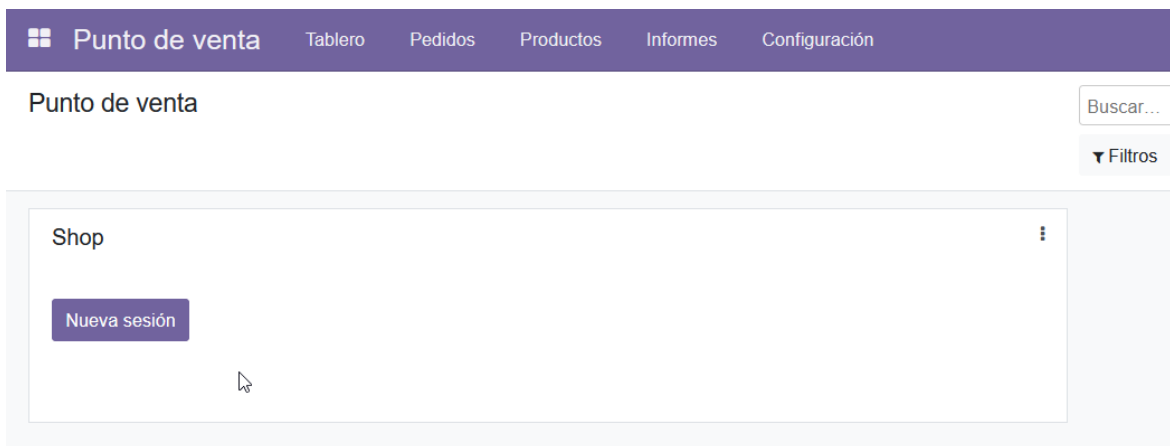 Punto de venta Tablero Pedidos Productos Informes Configuración
Punto de venta
Buscar...
Filtros
Shop
Nueva sesión